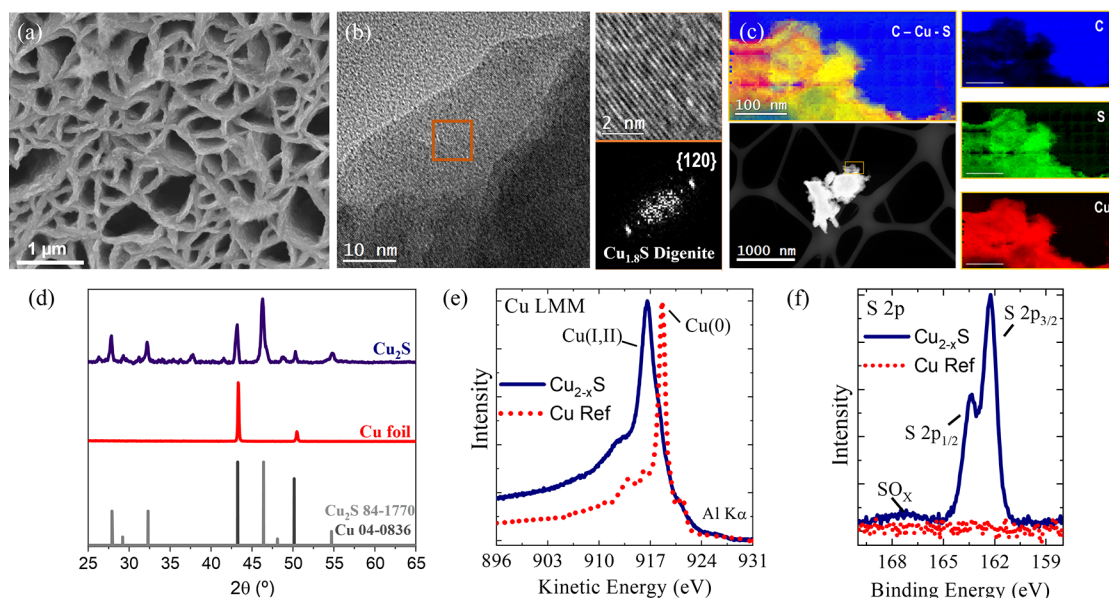 (a)
1 µm
(b)
10 nm
2 nm
{120}
Cu1.8S Digenite
(c)
C – Cu - S
100 nm
1000 nm
C
S
Cu
(d)
Cu2S
Cu foil
Cu2S 84-1770
Cu 04-0836
25 30 35 40 45 50 55 60 65
2θ (º)
(e)
Cu LMM
Cu(I,II)
Cu(0)
Cu2-xS
Cu Ref
Al Kα
Intensity
896 903 910 917 924 931
Kinetic Energy (eV)
(f)
S 2p
S 2p3/2
Cu2-xS
Cu Ref
S 2p1/2
SOX
Intensity
168 165 162 159
Binding Energy (eV)